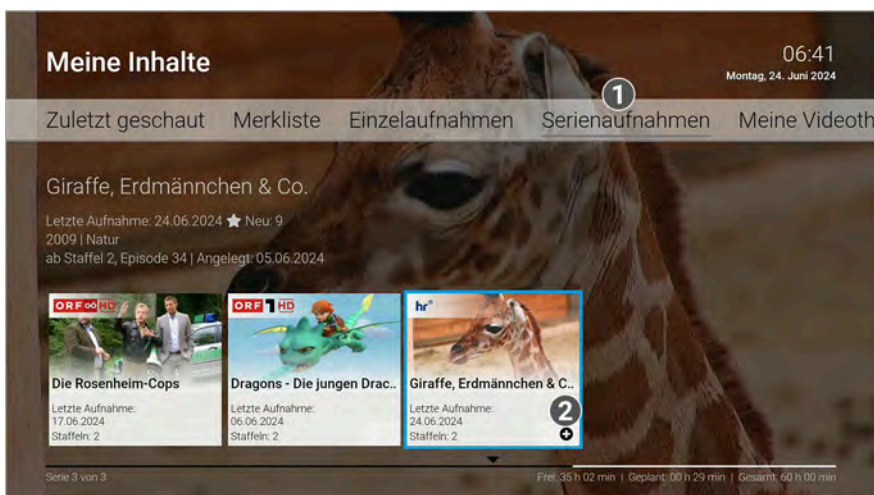 Meine Inhalte
06:41
Montag, 24. Juni 2024
1
Zuletzt geschaut Merkliste Einzelaufnahmen Serienaufnahmen Meine Videoth
Giraffe, Erdmännchen & Co.
Letzte Aufnahme: 24.06.2024 ★ Neu: 9
2009 | Natur
ab Staffel 2, Episode 34 | Angelegt: 05.06.2024
ORF OÖ HD
ORF 1 HD
hr
Die Rosenheim-Cops
Dragons - Die jungen Drac..
Giraffe, Erdmännchen & C..
Letzte Aufnahme:
17.06.2024
Staffeln: 2
Letzte Aufnahme:
06.06.2024
Staffeln: 2
Letzte Aufnahme:
24.06.2024
Staffeln: 2
2
Serie 3 von 3
Frei: 35 h 02 min | Geplant: 00 h 29 min | Gesamt: 60 h 00 min